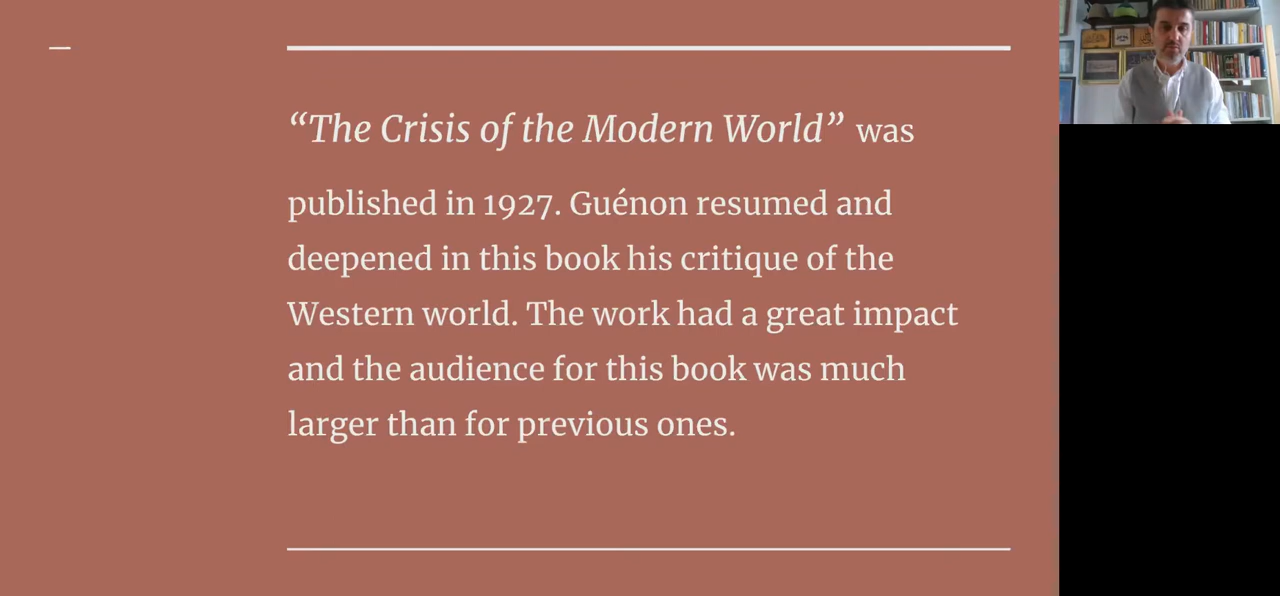 “The Crisis of the Modern World” was
published in 1927. Guénon resumed and
deepened in this book his critique of the
Western world. The work had a great impact
and the audience for this book was much
larger than for previous ones.